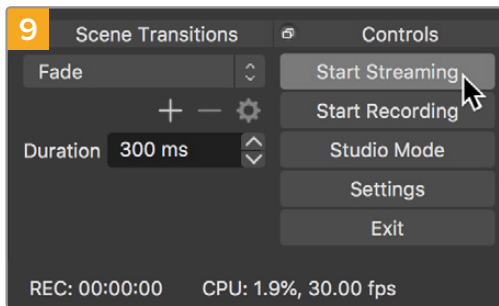 9
Scene Transitions
Controls
Fade
Start Streaming
Start Recording
Duration 300 ms
Studio Mode
Settings
Exit
REC: 00:00:00 CPU: 1.9%, 30.00 fps